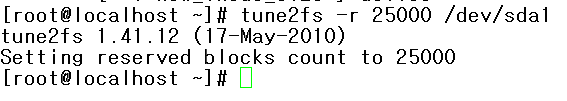 [root@localhost ~]# tune2fs -r 25000 /dev/sda1
tune2fs 1.41.12 (17-May-2010)
Setting reserved blocks count to 25000
[root@localhost ~]#